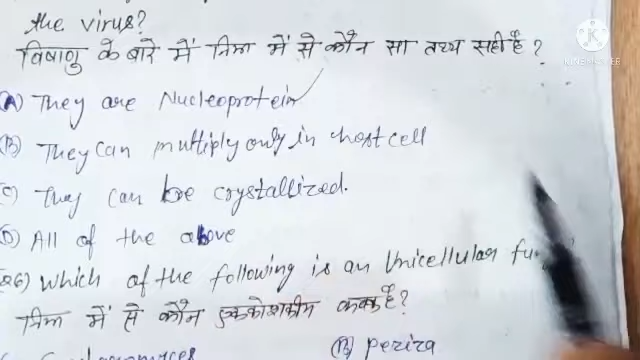 the virus?
विषाणु के बारे में निम्न में से कौन सा तथ्य सही है ?
(A) They are Nucleoprotein
(B) They can multiply only in host cell
(C) They can be crystallized.
(D) All of the above
Q6) Which of the following is an Unicellular
निम्न में से कौन एककोशकीय कवक है?
(B) peziza
KINEMASTER